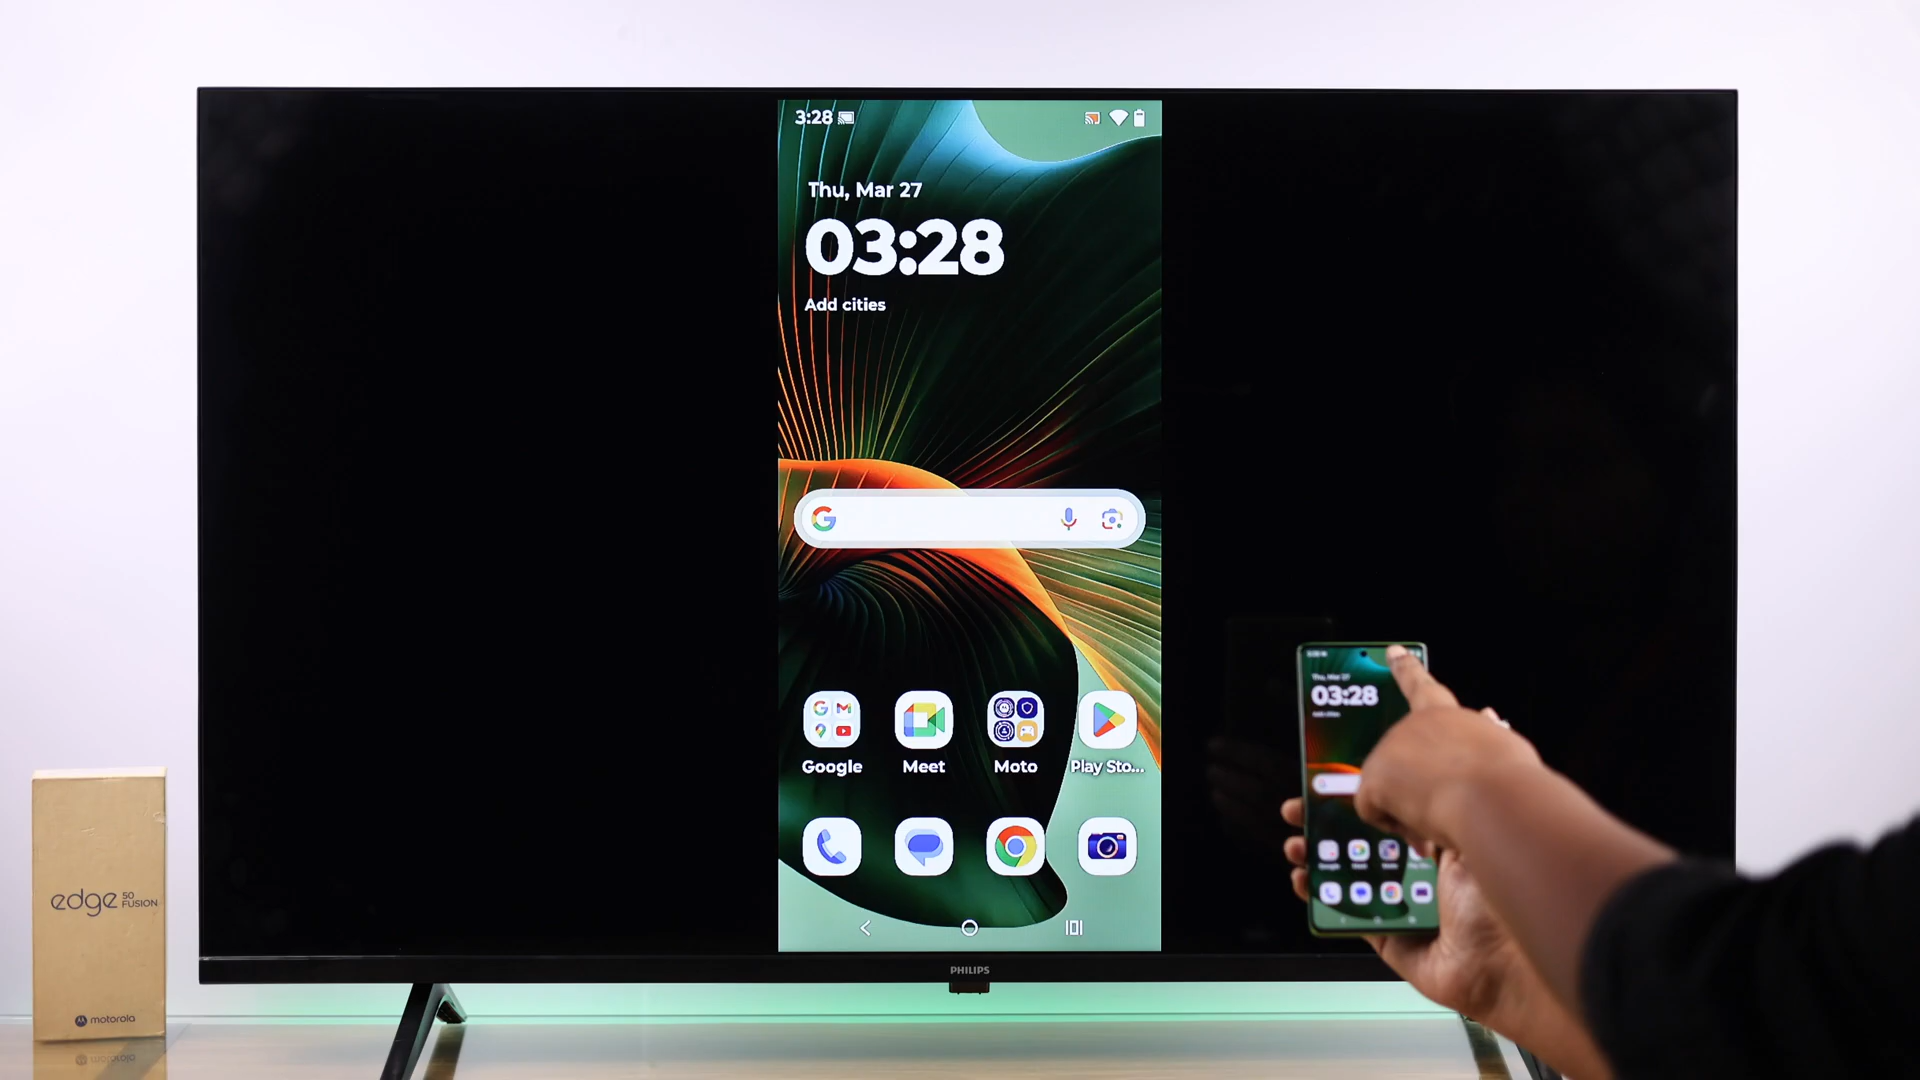 3:28
Thu, Mar 27
03:28
Add cities
Google
Meet
Moto
Play Sto...
PHILIPS
03:28
edge 50 FUSION
motorola